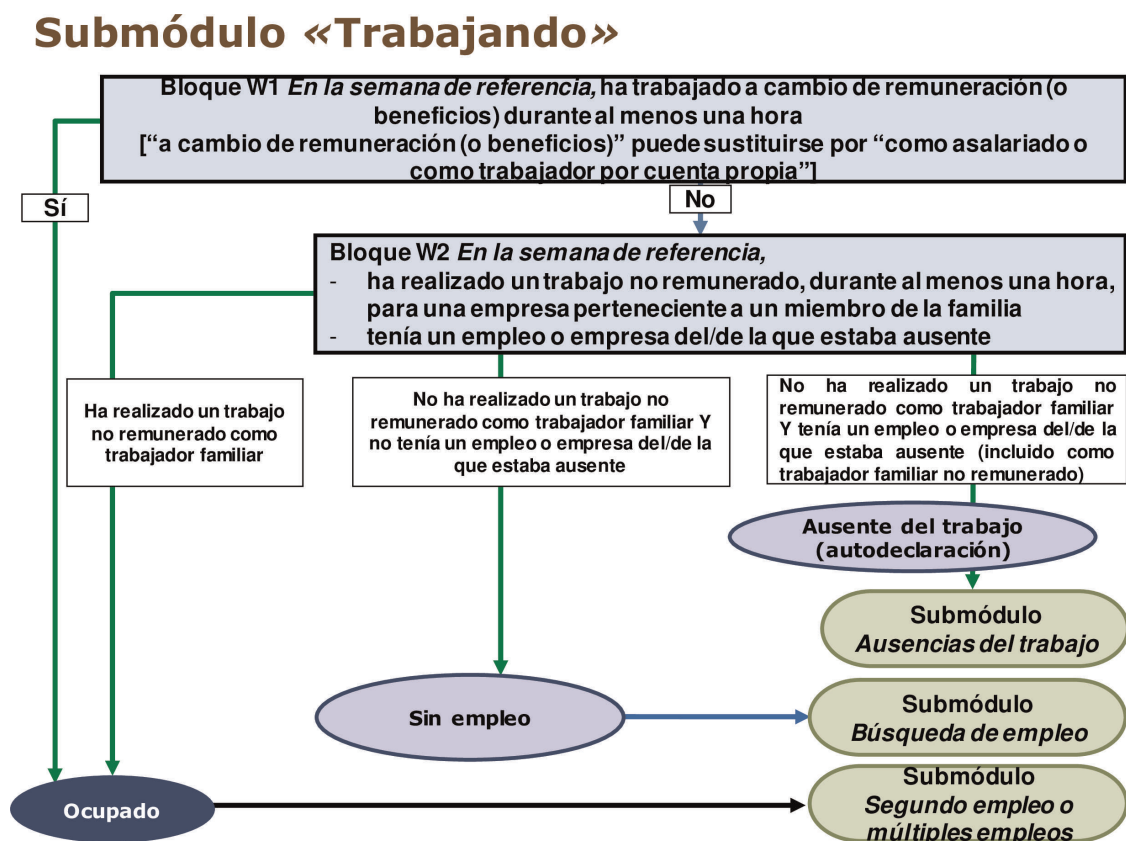 Submódulo «Trabajando»
Bloque W1 En la semana de referencia, ha trabajado a cambio de remuneración (o
beneficios) durante al menos una hora
[“a cambio de remuneración (o beneficios)” puede sustituirse por “como asalariado o
como trabajador por cuenta propia”]
Sí
No
Bloque W2 En la semana de referencia,
- ha realizado un trabajo no remunerado, durante al menos una hora,
para una empresa perteneciente a un miembro de la familia
- tenía un empleo o empresa del/de la que estaba ausente
Ha realizado un trabajo
no remunerado como
trabajador familiar
No ha realizado un trabajo no
remunerado como trabajador familiar Y
no tenía un empleo o empresa del/de la
que estaba ausente
No ha realizado un trabajo no
remunerado como trabajador familiar
Y tenía un empleo o empresa del/de la
que estaba ausente (incluido como
trabajador familiar no remunerado)
Ausente del trabajo
(autodeclaración)
Submódulo
Ausencias del trabajo
Sin empleo
Submódulo
Búsqueda de empleo
Ocupado
Submódulo
Segundo empleo o
múltiples empleos